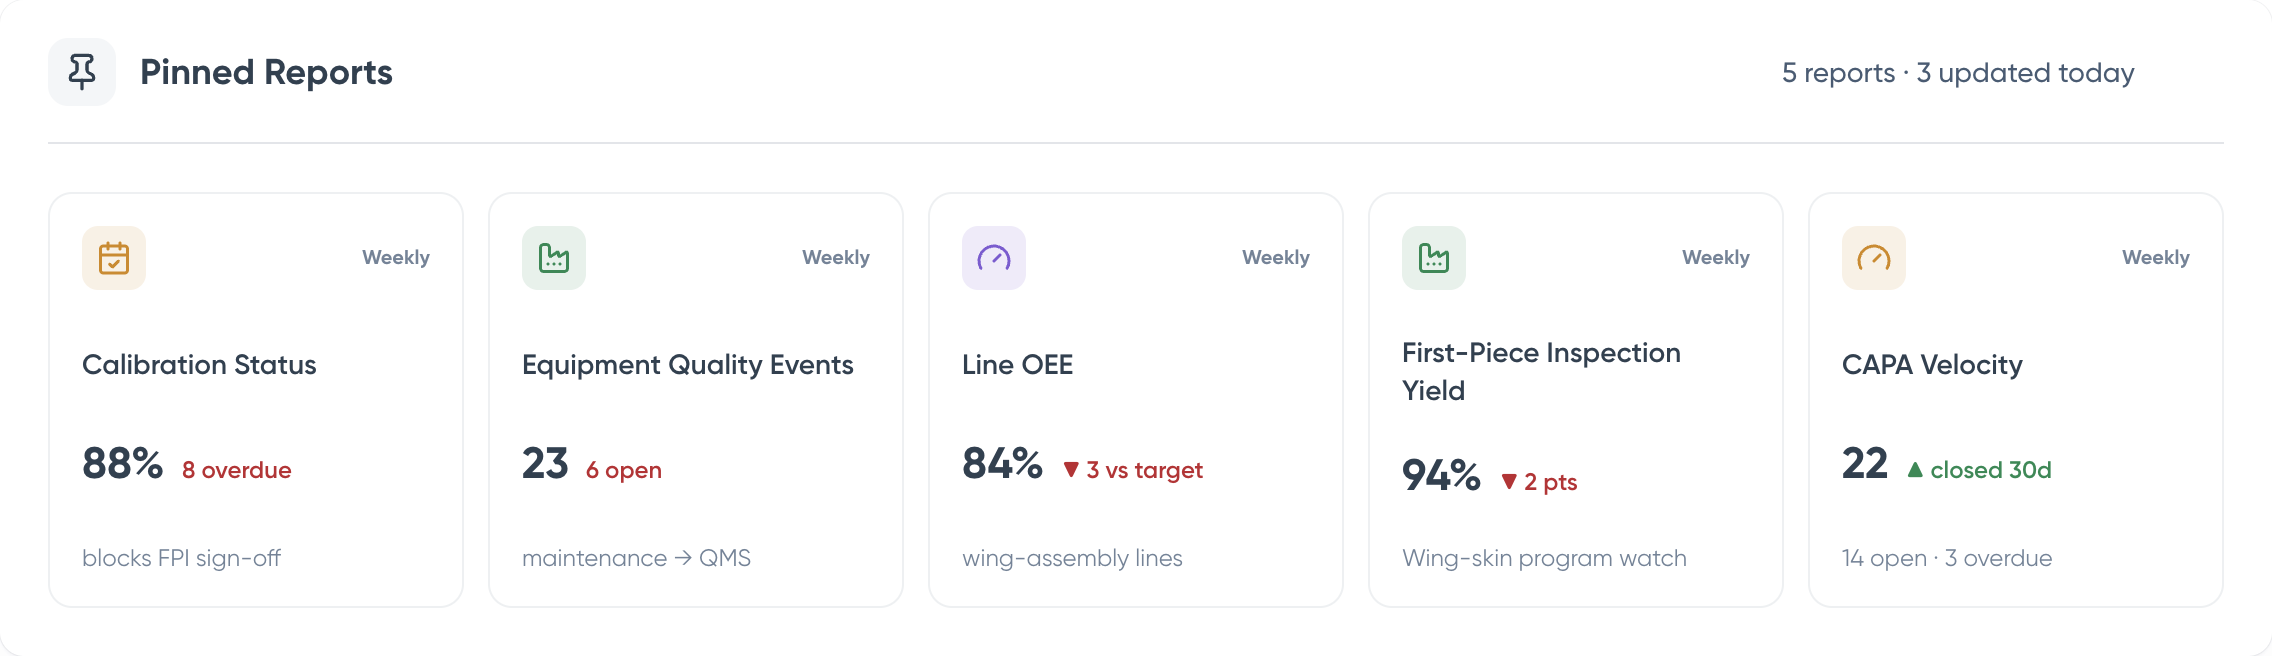 Pinned Reports
5 reports · 3 updated today
Weekly
Calibration Status
88% 8 overdue
blocks FPI sign-off
Weekly
Equipment Quality Events
23 6 open
maintenance → QMS
Weekly
Line OEE
84% ▼ 3 vs target
wing-assembly lines
Weekly
First-Piece Inspection
Yield
94% ▼ 2 pts
Wing-skin program watch
Weekly
CAPA Velocity
22 ▲ closed 30d
14 open · 3 overdue